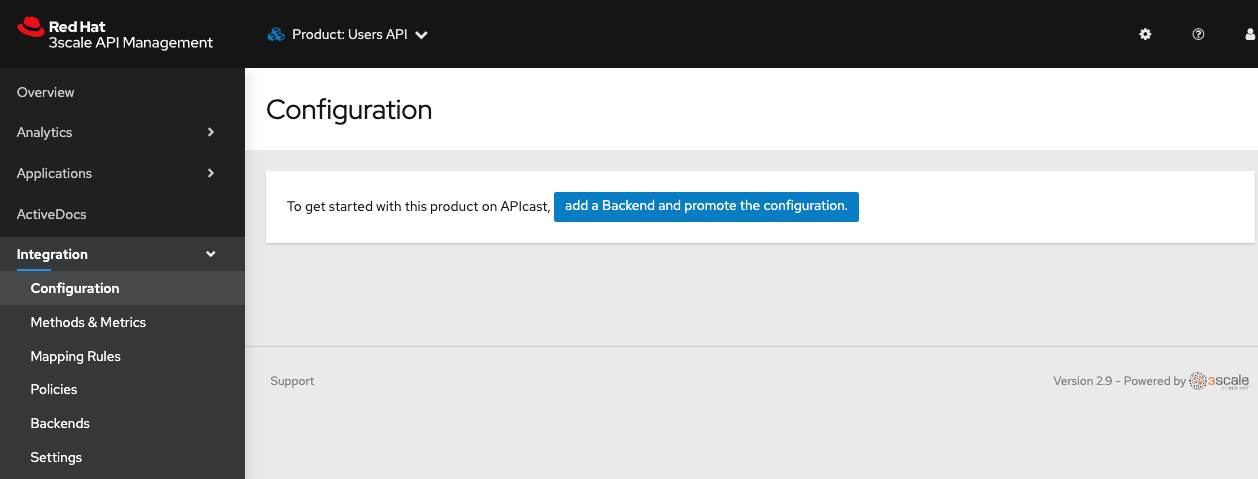 Red Hat
3scale API Management
Product: Users API
Overview
Analytics
Applications
ActiveDocs
Integration
Configuration
Methods & Metrics
Mapping Rules
Policies
Backends
Settings
Configuration
To get started with this product on APIcast, add a Backend and promote the configuration.
Support
Version 2.9 - Powered by 3scale
BY RED HAT